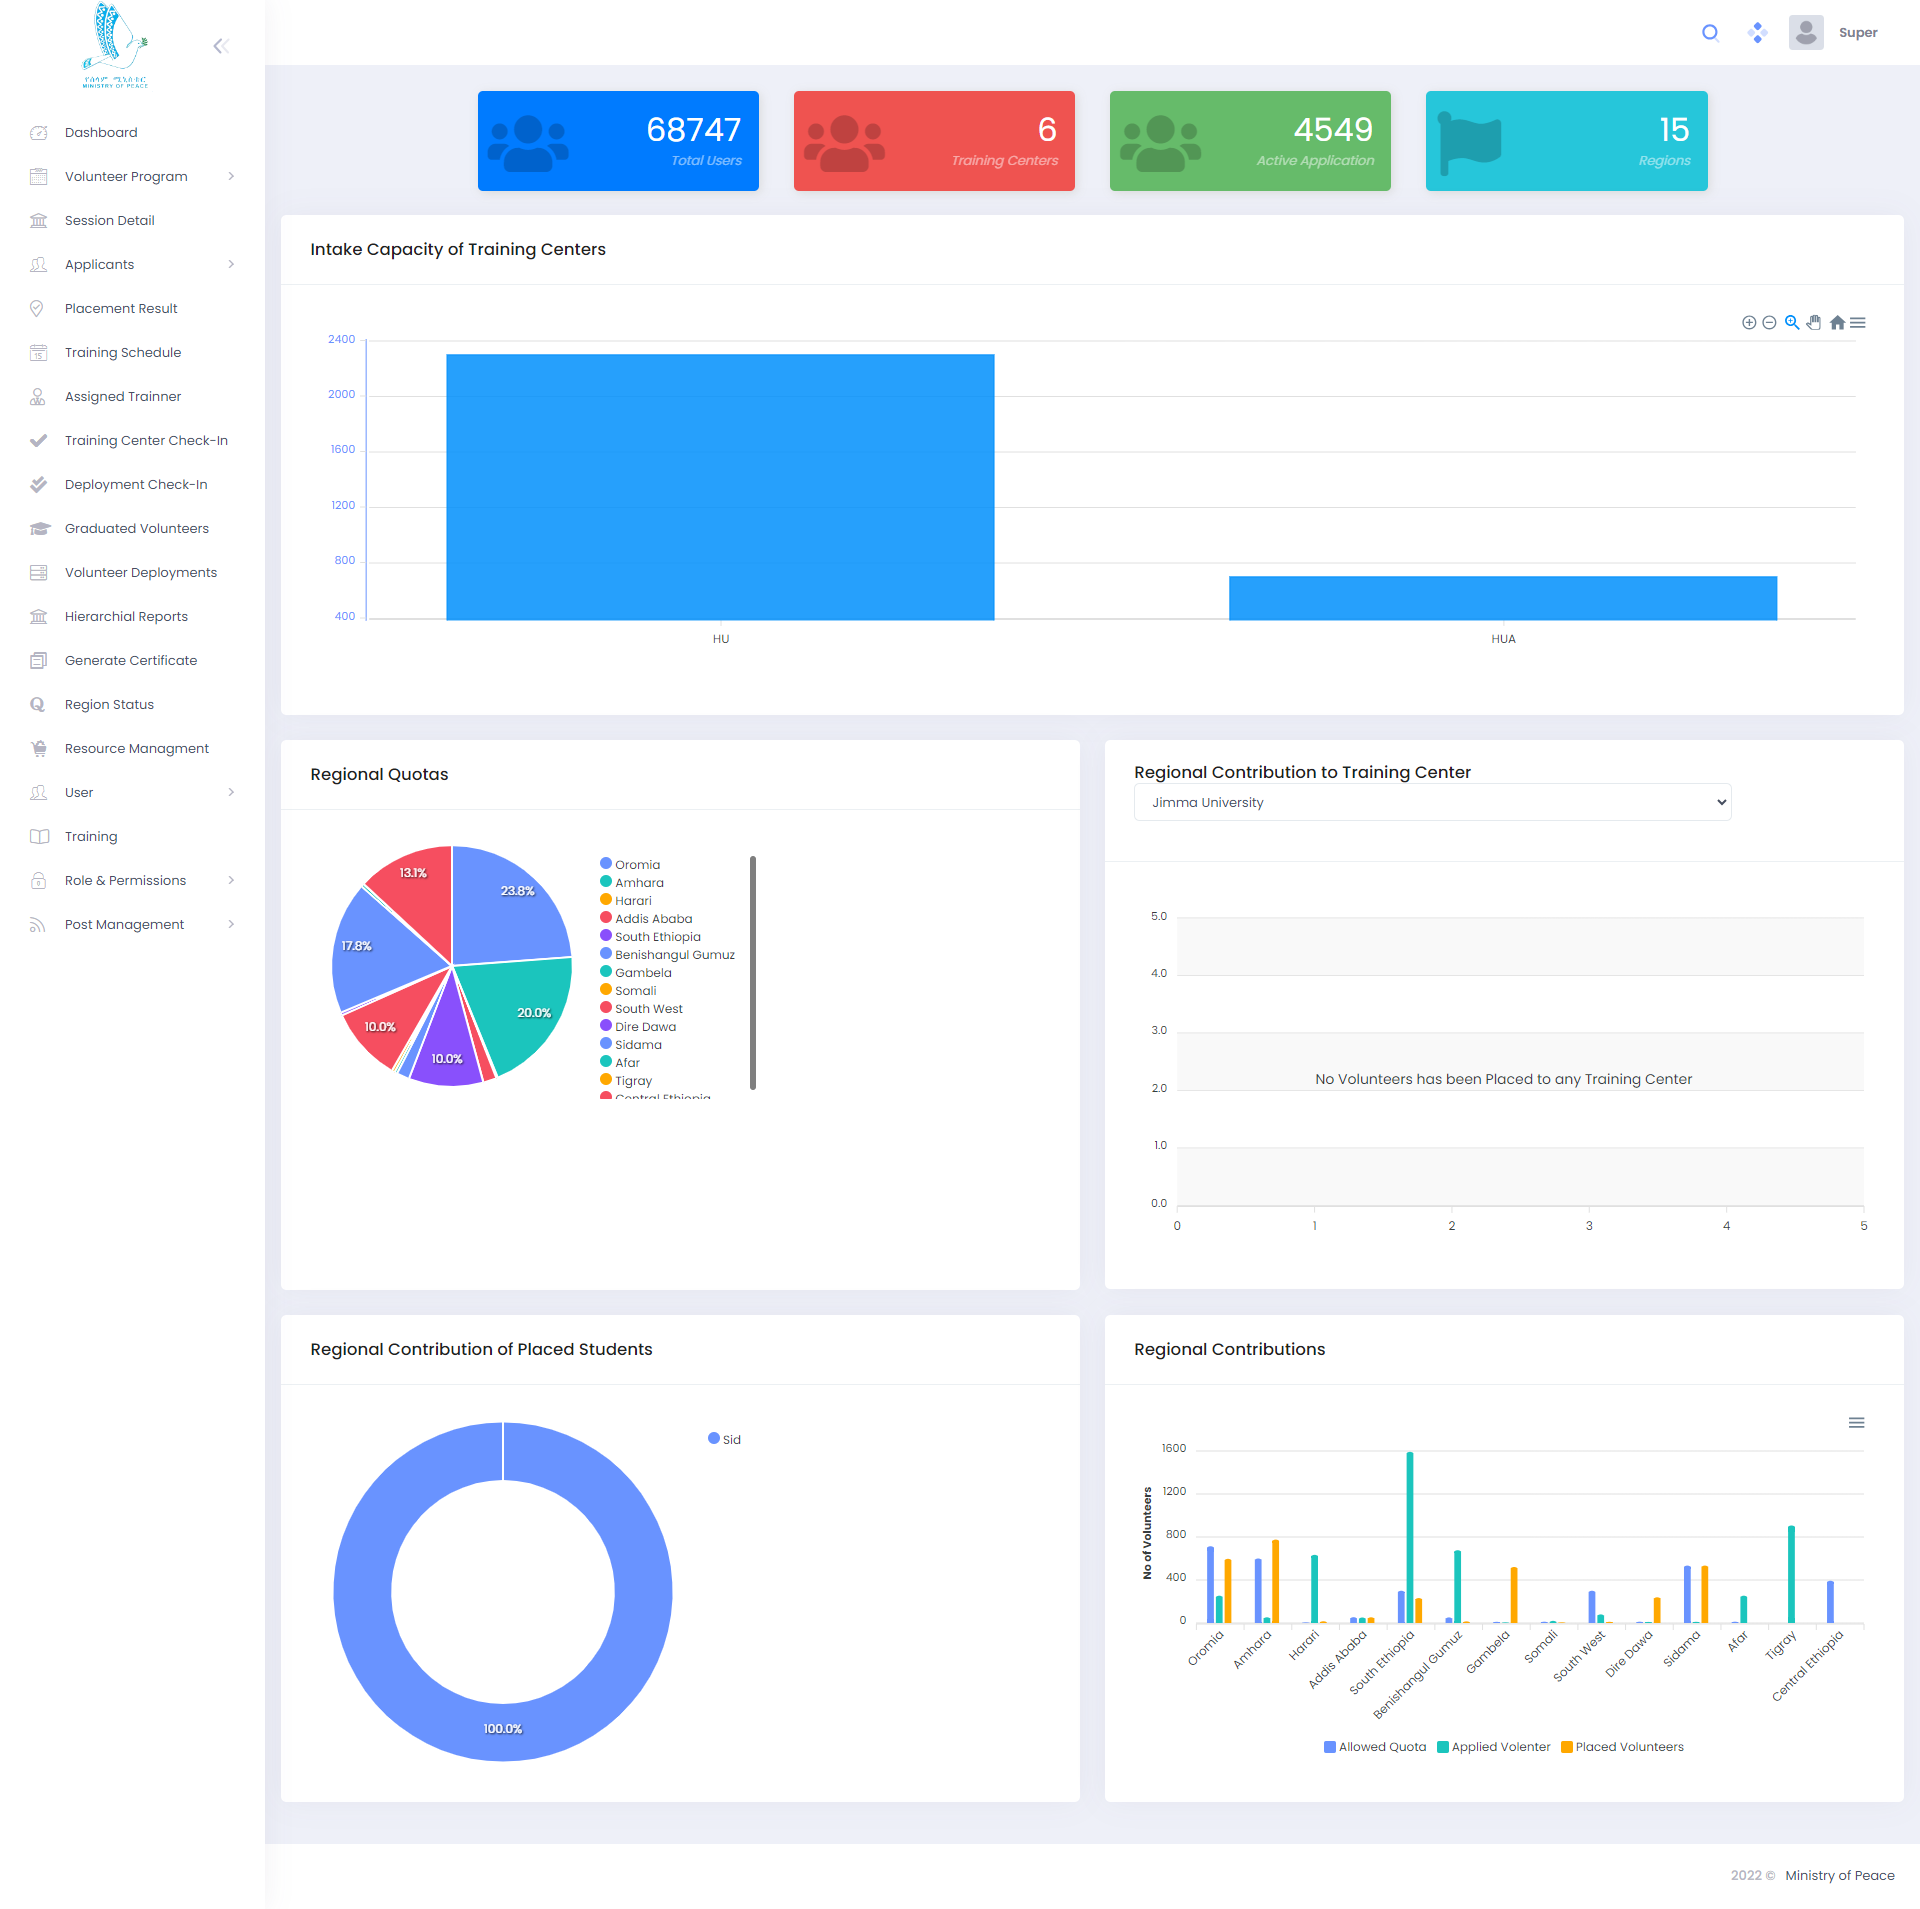 የሰላም ሚኒስቴር
MINISTRY OF PEACE
Dashboard
Volunteer Program
Session Detail
Applicants
Placement Result
Training Schedule
Assigned Trainner
Training Center Check-In
Deployment Check-In
Graduated Volunteers
Volunteer Deployments
Hierarchial Reports
Generate Certificate
Region Status
Resource Managment
User
Training
Role & Permissions
Post Management
Super
68747
Total Users
6
Training Centers
4549
Active Application
15
Regions
Intake Capacity of Training Centers
2400
2000
1600
1200
800
400
HU
HUA
Regional Quotas
13.1%
23.8%
17.8%
20.0%
10.0%
10.0%
Oromia
Amhara
Harari
Addis Ababa
South Ethiopia
Benishangul Gumuz
Gambela
Somali
South West
Dire Dawa
Sidama
Afar
Tigray
Central Ethiopia
Regional Contribution to Training Center
Jimma University
5.0
4.0
3.0
2.0
1.0
0.0
No Volunteers has been Placed to any Training Center
0 1 2 3 4 5
Regional Contribution of Placed Students
Sid
100.0%
Regional Contributions
No of Volunteers
1600
1200
800
400
0
Oromia
Amhara
Harari
Addis Ababa
South Ethiopia
Benishangul Gumuz
Gambela
Somali
South West
Dire Dawa
Sidama
Afar
Tigray
Central Ethiopia
Allowed Quota Applied Volenter Placed Volunteers
2022 © Ministry of Peace